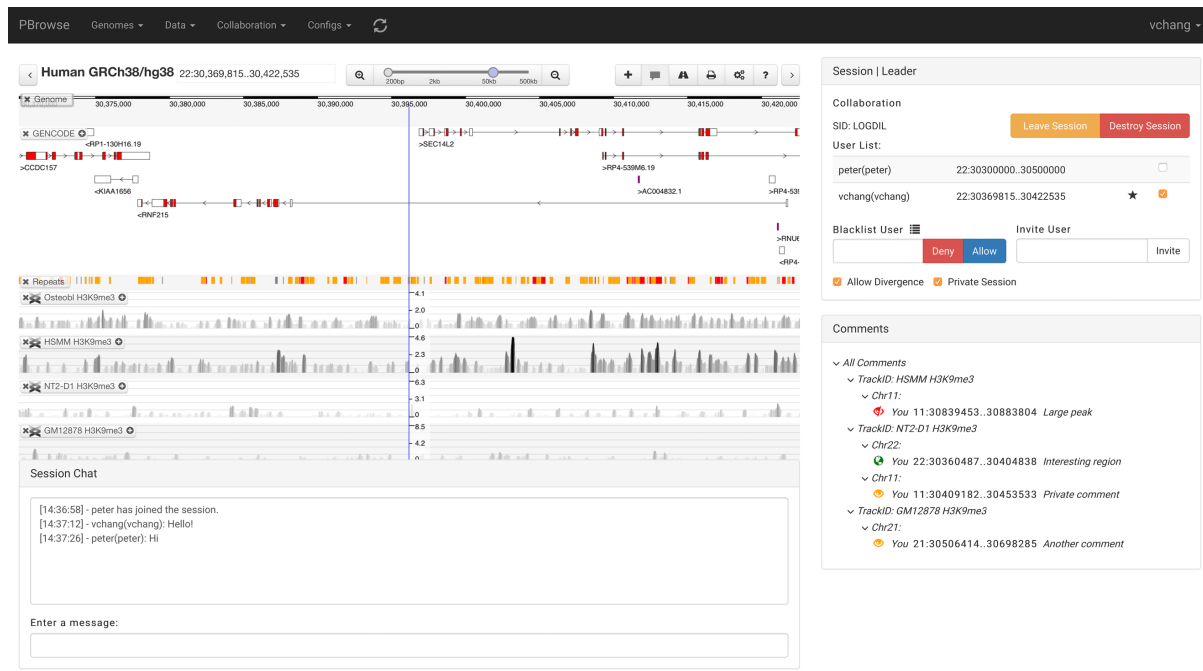 PBrowse Genomes Data Collaboration Configs vchang
Human GRCh38/hg38 22:30,369,815..30,422,535
200bp 2kb 50kb 500kb
?
Genome
30,375,000 30,380,000 30,385,000 30,390,000 30,395,000 30,400,000 30,405,000 30,410,000 30,415,000 30,420,000
GENCODE
<RP1-130H16.19 >SEC14L2
>CCDC157 >RP4-539M6.19
<KIAA1656 >AC004832.1 >RP4-539
<RNF215
>RNU6
<RP4-
Repeats
Osteobl H3K9me3
4.1
2.0
0
HSMM H3K9me3
4.6
2.3
0
NT2-D1 H3K9me3
6.3
3.1
0
GM12878 H3K9me3
8.5
4.2
0
Session Chat
[14:36:58] - peter has joined the session.
[14:37:12] - vchang(vchang): Hello!
[14:37:26] - peter(peter): Hi
Enter a message:
Session | Leader
Collaboration
SID: LOGDIL Leave Session Destroy Session
User List:
peter(peter) 22:30300000..30500000
vchang(vchang) 22:30369815..30422535
Blacklist User Invite User
Deny Allow Invite
Allow Divergence Private Session
Comments
All Comments
TrackID: HSMM H3K9me3
Chr11:
You 11:30839453..30883804 Large peak
TrackID: NT2-D1 H3K9me3
Chr22:
You 22:30360487..30404838 Interesting region
Chr11:
You 11:30409182..30453533 Private comment
TrackID: GM12878 H3K9me3
Chr21:
You 21:30506414..30698285 Another comment